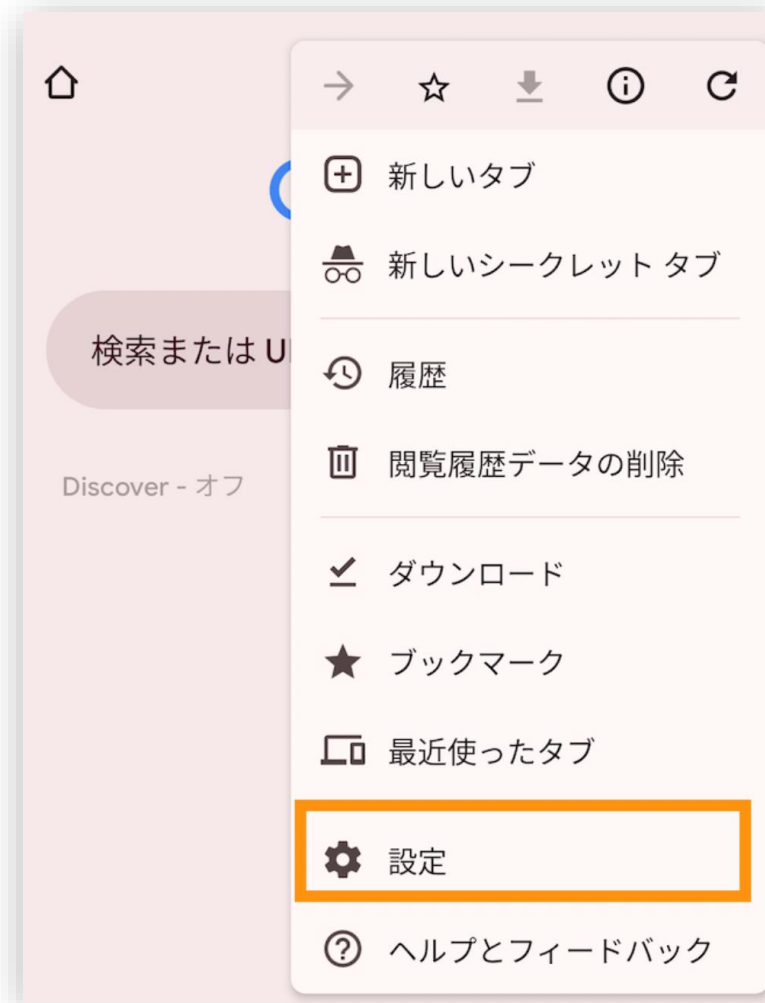 新しいタブ
新しいシークレット タブ
検索または U
履歴
閲覧履歴データの削除
Discover - オフ
ダウンロード
ブックマーク
最近使ったタブ
設定
ヘルプとフィードバック